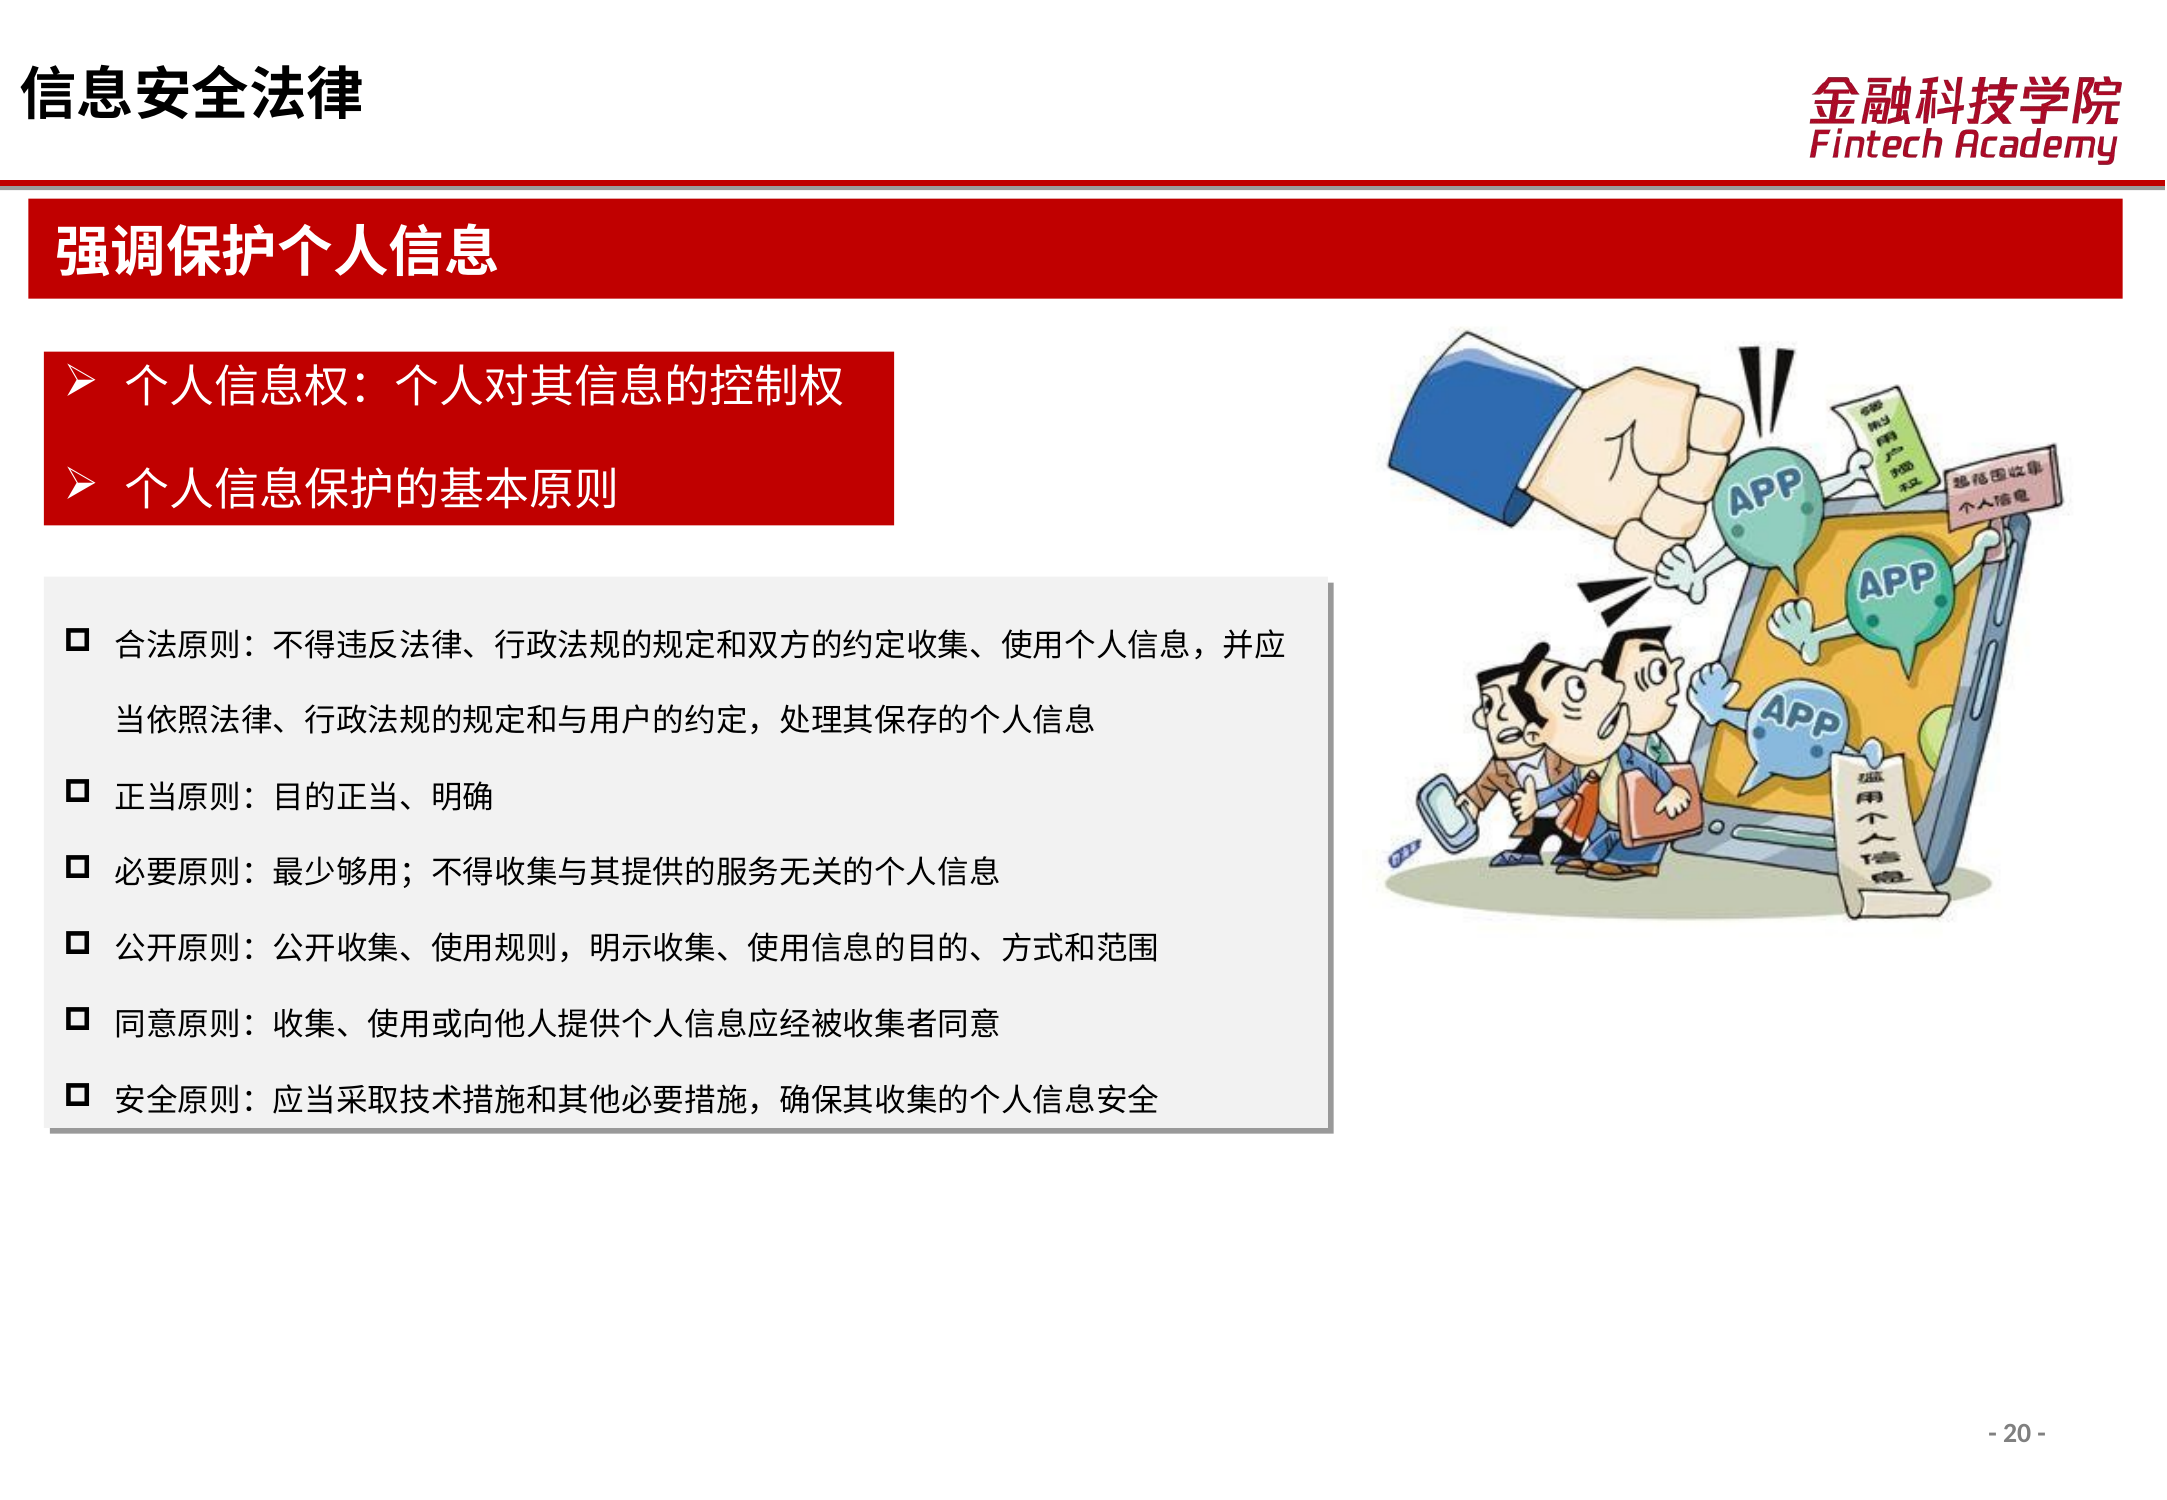 信息安全法律
金融科技学院
Fintech Academy
强调保护个人信息
个人信息权：个人对其信息的控制权
个人信息保护的基本原则
合法原则：不得违反法律、行政法规的规定和双方的约定收集、使用个人信息，并应
当依照法律、行政法规的规定和与用户的约定，处理其保存的个人信息
正当原则：目的正当、明确
必要原则：最少够用；不得收集与其提供的服务无关的个人信息
公开原则：公开收集、使用规则，明示收集、使用信息的目的、方式和范围
同意原则：收集、使用或向他人提供个人信息应经被收集者同意
安全原则：应当采取技术措施和其他必要措施，确保其收集的个人信息安全
强制用户授权
超范围收集
个人信息
APP
APP
APP
滥用个人信息
- 20 -